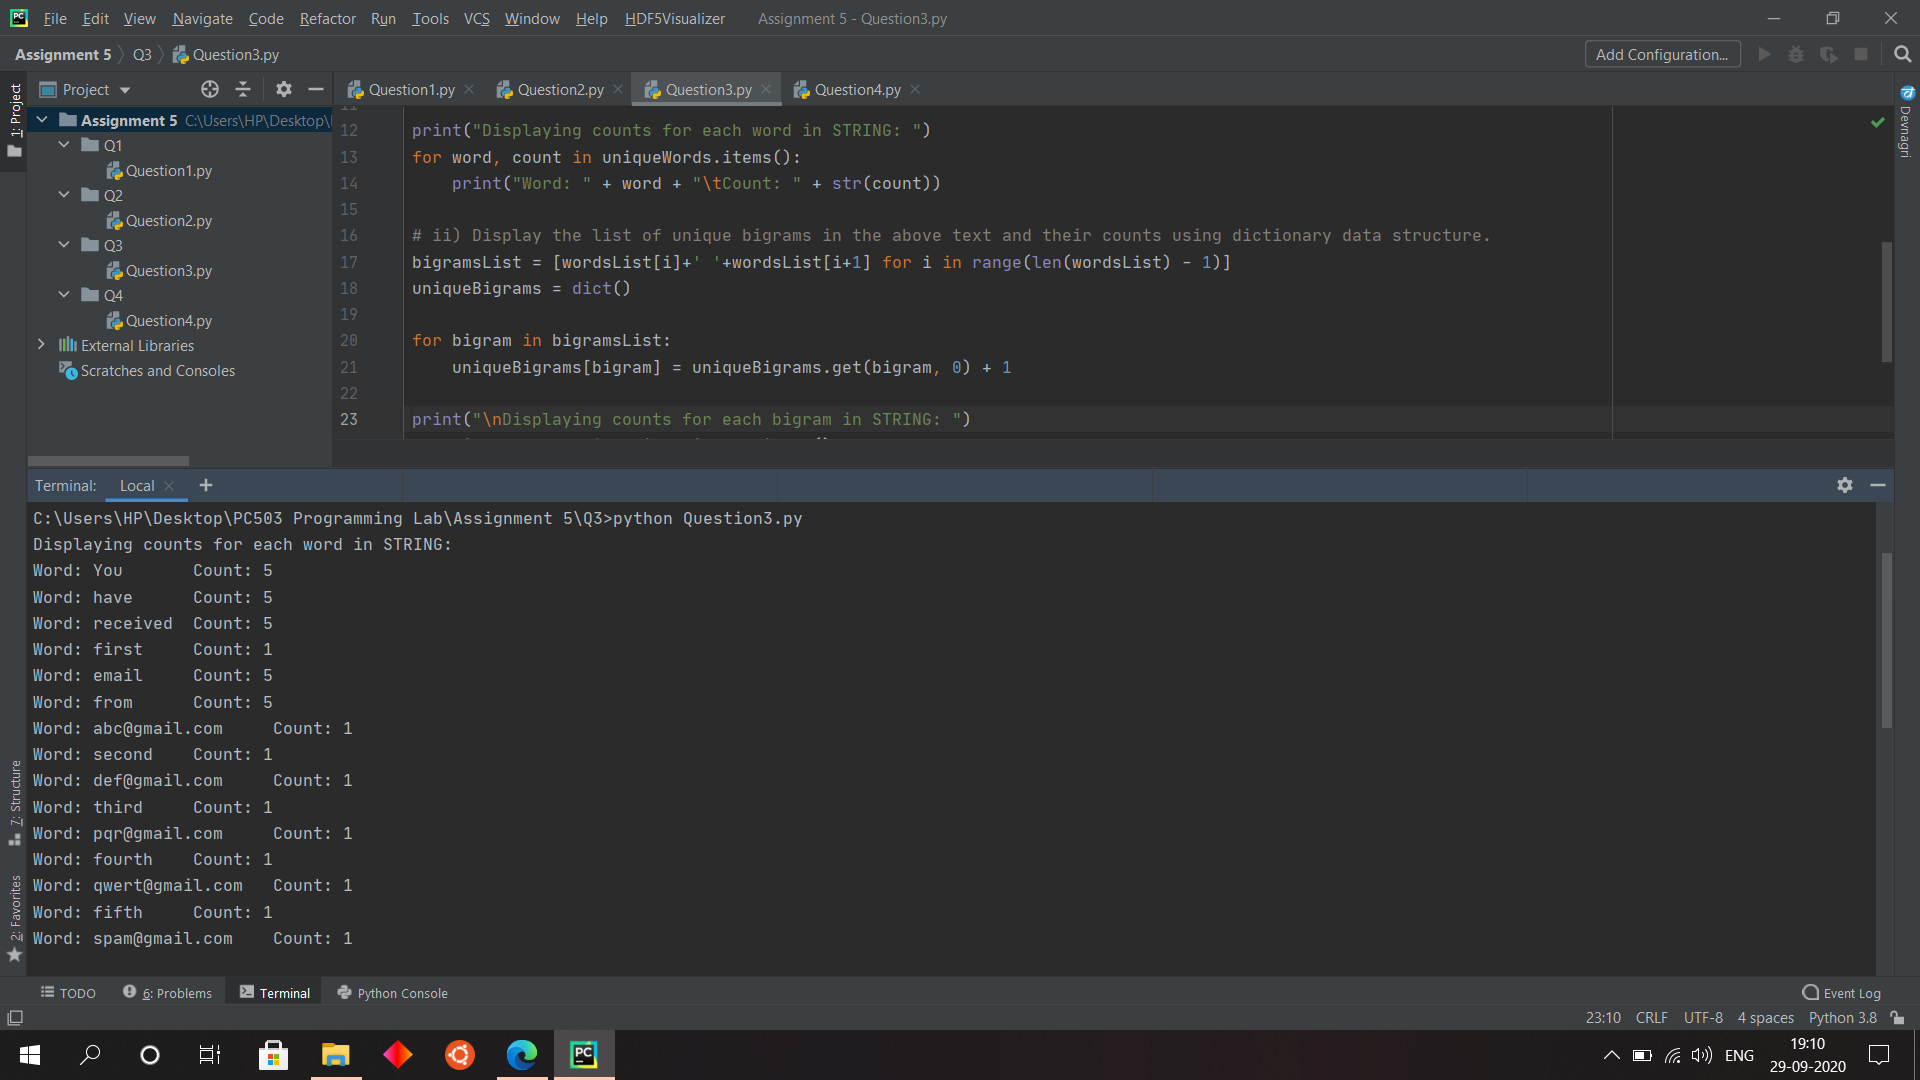 File Edit View Navigate Code Refactor Run Tools VCS Window Help HDF5Visualizer Assignment 5 - Question3.py
Assignment 5 Q3 Question3.py Add Configuration...
1: Project
Project
Assignment 5 C:\Users\HP\Desktop\
Q1
Question1.py
Q2
Question2.py
Q3
Question3.py
Q4
Question4.py
External Libraries
Scratches and Consoles
Question1.py Question2.py Question3.py Question4.py
12 print("Displaying counts for each word in STRING: ")
13 for word, count in uniqueWords.items():
14     print("Word: " + word + "\tCount: " + str(count))
15
16 # ii) Display the list of unique bigrams in the above text and their counts using dictionary data structure.
17 bigramsList = [wordsList[i]+' '+wordsList[i+1] for i in range(len(wordsList) - 1)]
18 uniqueBigrams = dict()
19
20 for bigram in bigramsList:
21     uniqueBigrams[bigram] = uniqueBigrams.get(bigram, 0) + 1
22
23 print("\nDisplaying counts for each bigram in STRING: ")
Devnagri
Terminal: Local
C:\Users\HP\Desktop\PC503 Programming Lab\Assignment 5\Q3>python Question3.py
Displaying counts for each word in STRING:
Word: You       Count: 5
Word: have      Count: 5
Word: received  Count: 5
Word: first     Count: 1
Word: email     Count: 5
Word: from      Count: 5
Word: abc@gmail.com     Count: 1
Word: second    Count: 1
Word: def@gmail.com     Count: 1
Word: third     Count: 1
Word: pqr@gmail.com     Count: 1
Word: fourth    Count: 1
Word: qwert@gmail.com   Count: 1
Word: fifth     Count: 1
Word: spam@gmail.com    Count: 1
7: Structure
2: Favorites
TODO 6: Problems Terminal Python Console Event Log
23:10 CRLF UTF-8 4 spaces Python 3.8
PC ENG 19:10
29-09-2020